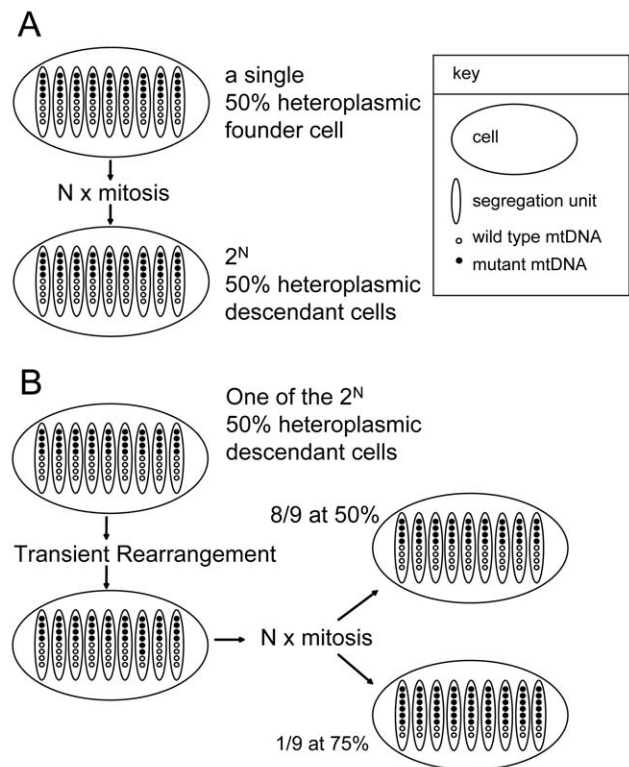 A
a single
50% heteroplasmic
founder cell
N x mitosis
2ᴺ
50% heteroplasmic
descendant cells
key
cell
segregation unit
wild type mtDNA
mutant mtDNA
B
One of the 2ᴺ
50% heteroplasmic
descendant cells
Transient Rearrangement
N x mitosis
8/9 at 50%
1/9 at 75%